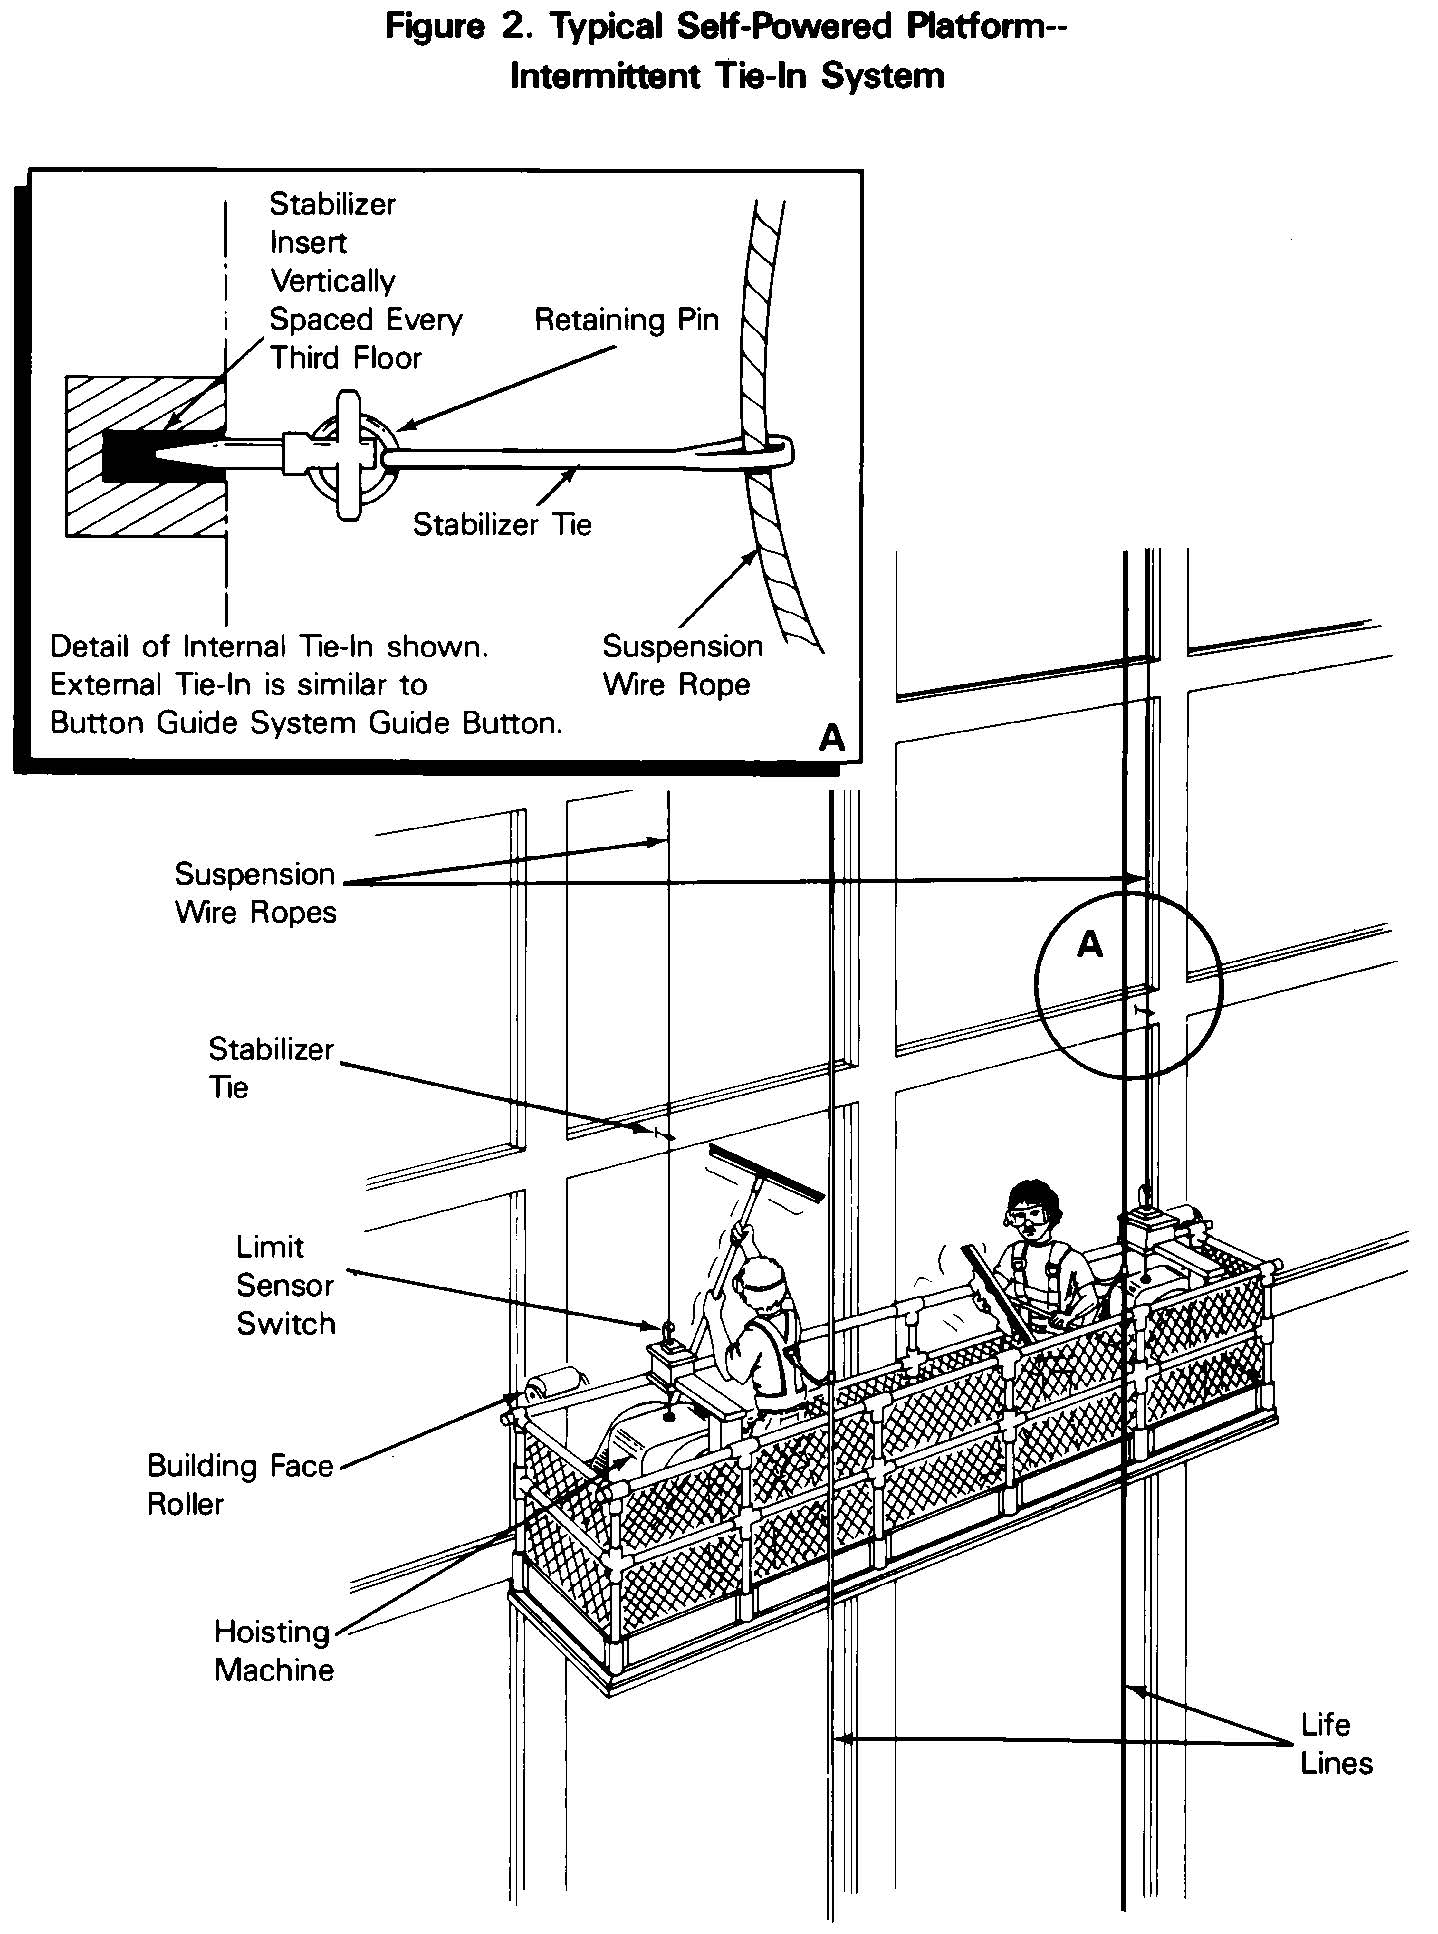 Figure 2. Typical Self-Powered Platform--
Intermittent Tie-In System
Stabilizer
Insert
Vertically
Spaced Every
Third Floor
Retaining Pin
Stabilizer Tie
Suspension
Wire Rope
Detail of Internal Tie-In shown.
External Tie-In is similar to
Button Guide System Guide Button.
A
Suspension
Wire Ropes
A
Stabilizer
Tie
Limit
Sensor
Switch
Building Face
Roller
Hoisting
Machine
Life
Lines